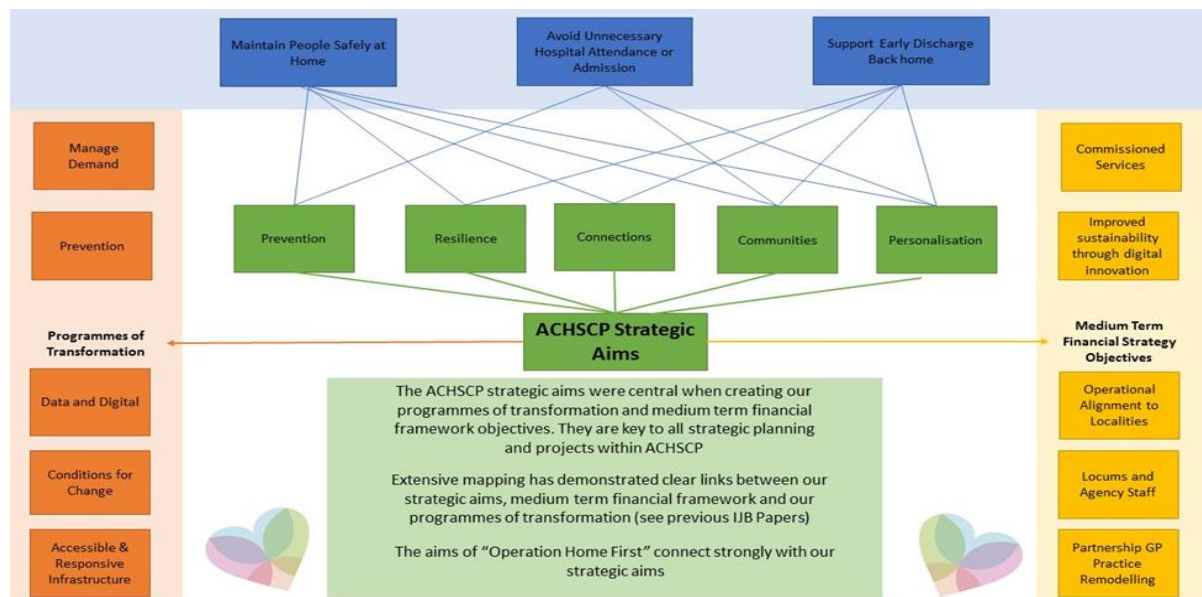 Maintain People Safely at
Home
Avoid Unnecessary
Hospital Attendance or
Admission
Support Early Discharge
Back home
Manage
Demand
Prevention
Programmes of
Transformation
Data and Digital
Conditions for
Change
Accessible &
Responsive
Infrastructure
Prevention
Resilience
Connections
Communities
Personalisation
ACHSCP Strategic
Aims
The ACHSCP strategic aims were central when creating our
programmes of transformation and medium term financial
framework objectives. They are key to all strategic planning
and projects within ACHSCP
Extensive mapping has demonstrated clear links between our
strategic aims, medium term financial framework and our
programmes of transformation (see previous IJB Papers)
The aims of “Operation Home First” connect strongly with our
strategic aims
Commissioned
Services
Improved
sustainability
through digital
innovation
Medium Term
Financial Strategy
Objectives
Operational
Alignment to
Localities
Locums and
Agency Staff
Partnership GP
Practice
Remodelling